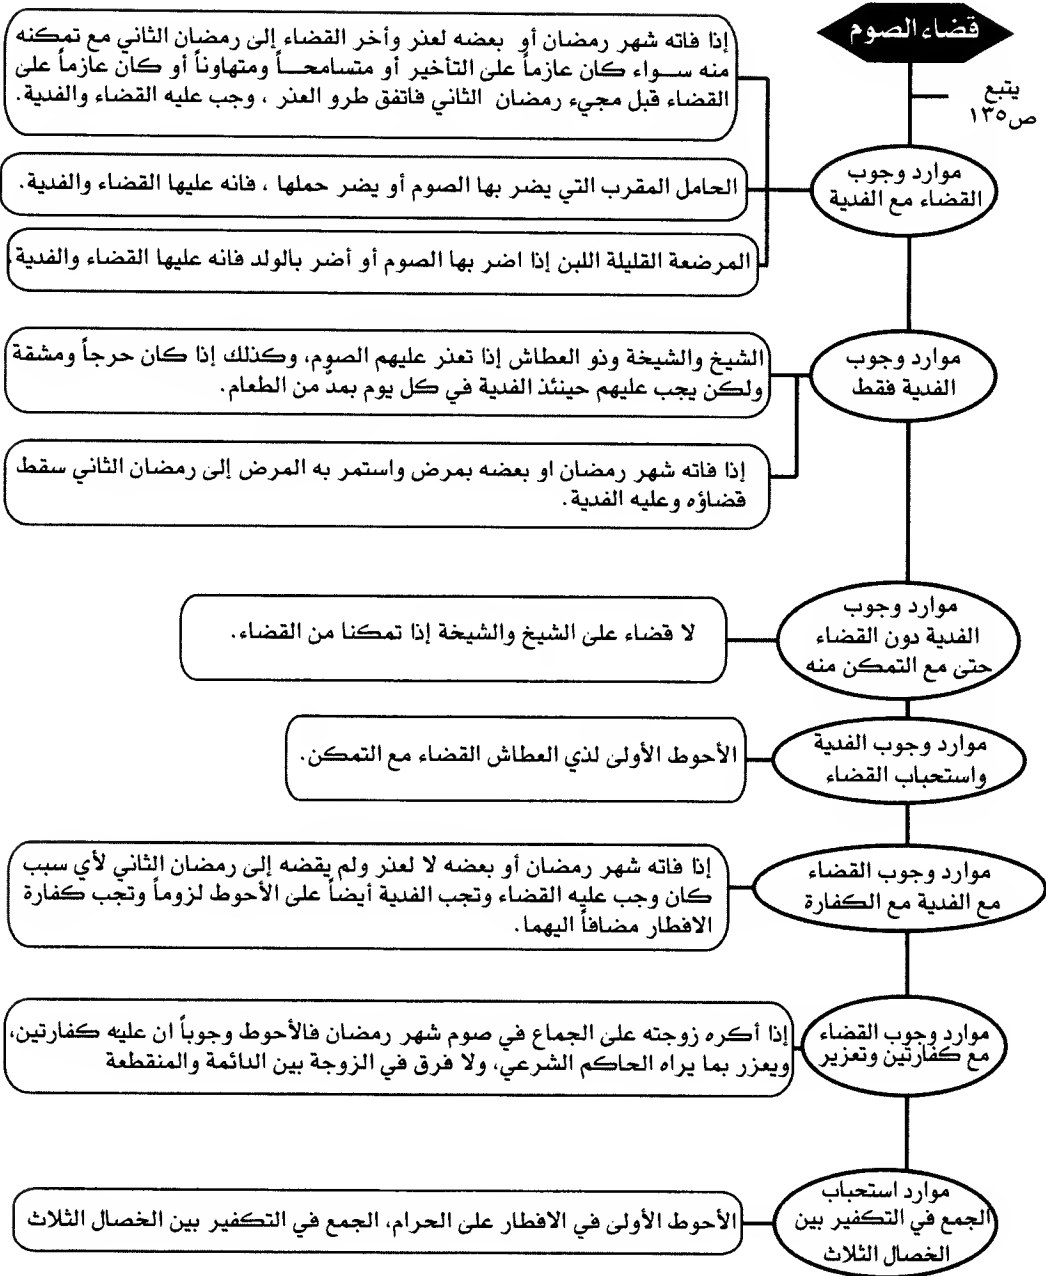 قضاء الصوم
يتبع
ص١٣٥
موارد وجوب
القضاء مع الفدية
إذا فاته شهر رمضان أو بعضه لعذر وأخر القضاء إلى رمضان الثاني مع تمكنه
منه سواء كان عازماً على التأخير أو متسامحاً ومتهاوناً أو كان عازماً على
القضاء قبل مجيء رمضان الثاني فاتفق طرو العذر ، وجب عليه القضاء والفدية.
الحامل المقرب التي يضر بها الصوم أو يضر حملها ، فانه عليها القضاء والفدية.
المرضعة القليلة اللبن إذا اضر بها الصوم أو أضر بالولد فانه عليها القضاء والفدية.
موارد وجوب
الفدية فقط
الشيخ والشيخة وذو العطاش إذا تعذر عليهم الصوم، وكذلك إذا كان حرجاً ومشقة
ولكن يجب عليهم حينئذ الفدية في كل يوم بمدّ من الطعام.
إذا فاته شهر رمضان او بعضه بمرض واستمر به المرض إلى رمضان الثاني سقط
قضاؤه وعليه الفدية.
موارد وجوب
الفدية دون القضاء
حتى مع التمكن منه
لا قضاء على الشيخ والشيخة إذا تمكنا من القضاء.
موارد وجوب الفدية
واستحباب القضاء
الأحوط الأولى لذي العطاش القضاء مع التمكن.
موارد وجوب القضاء
مع الفدية مع الكفارة
إذا فاته شهر رمضان أو بعضه لا لعذر ولم يقضه إلى رمضان الثاني لأي سبب
كان وجب عليه القضاء وتجب الفدية أيضاً على الأحوط لزوماً وتجب كفارة
الافطار مضافاً اليهما.
موارد وجوب القضاء
مع كفارتين وتعزير
إذا أكره زوجته على الجماع في صوم شهر رمضان فالأحوط وجوباً ان عليه كفارتين،
ويعزر بما يراه الحاكم الشرعي، ولا فرق في الزوجة بين الدائمة والمنقطعة
موارد استحباب
الجمع في التكفير بين
الخصال الثلاث
الأحوط الأولى في الافطار على الحرام، الجمع في التكفير بين الخصال الثلاث